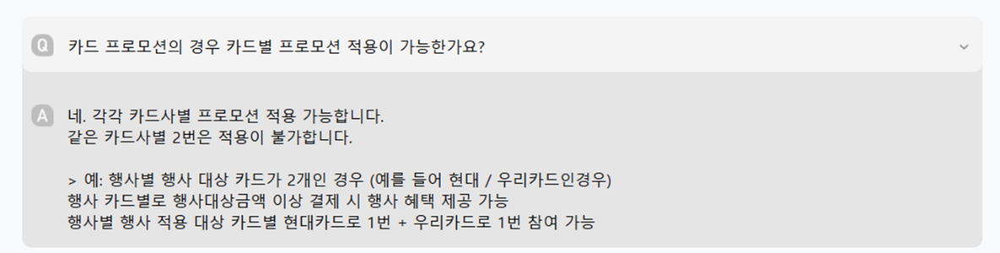 Q 카드 프로모션의 경우 카드별 프로모션 적용이 가능한가요?
A 네. 각각 카드사별 프로모션 적용 가능합니다.
같은 카드사별 2번은 적용이 불가합니다.
> 예: 행사별 행사 대상 카드가 2개인 경우 (예를 들어 현대 / 우리카드인경우)
행사 카드별로 행사대상금액 이상 결제 시 행사 혜택 제공 가능
행사별 행사 적용 대상 카드별 현대카드로 1번 + 우리카드로 1번 참여 가능